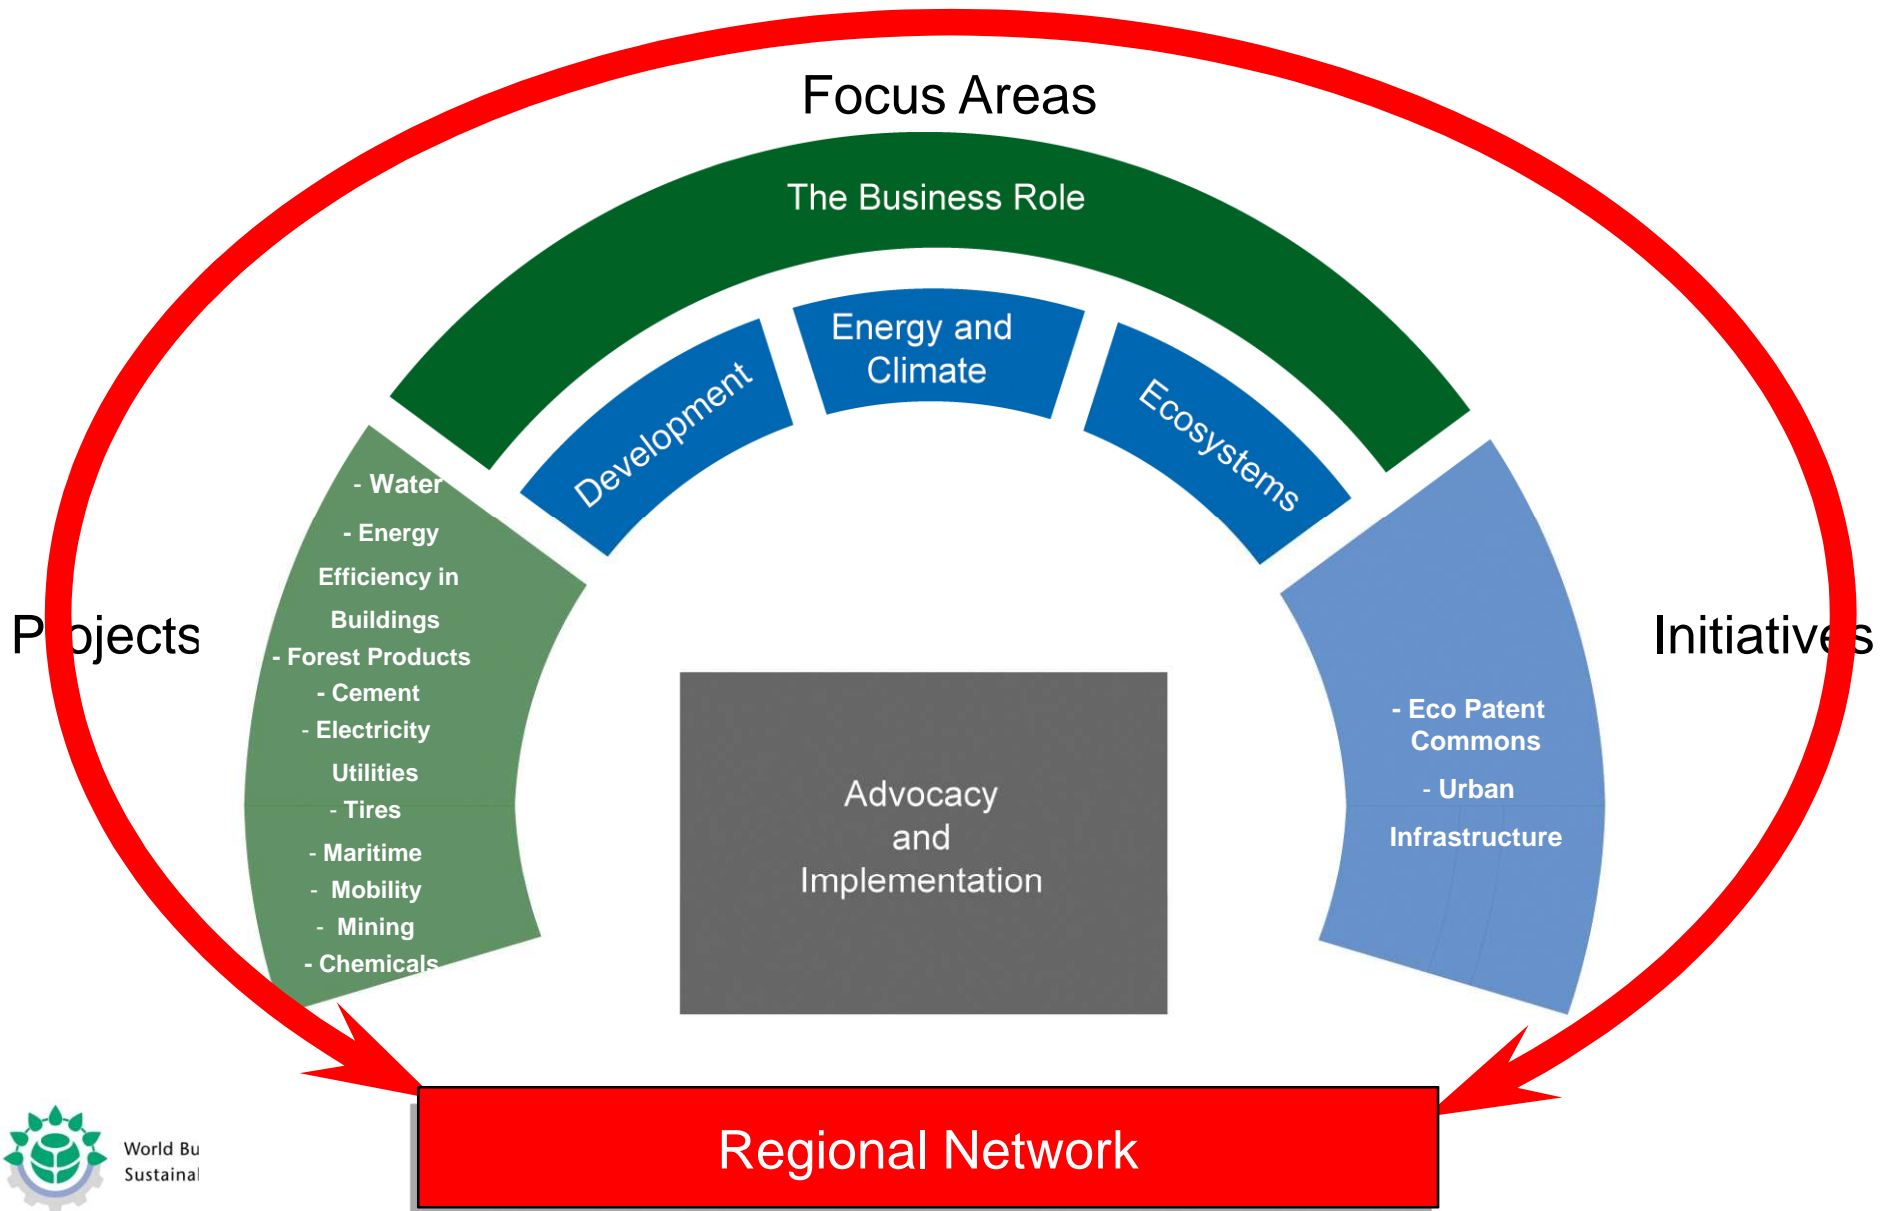 Focus Areas
The Business Role
Energy and
Climate
Development
Ecosystems
Projects
- Water
- Energy
Efficiency in
Buildings
- Forest Products
- Cement
- Electricity
Utilities
- Tires
- Maritime
- Mobility
- Mining
- Chemicals
Initiatives
- Eco Patent
Commons
- Urban
Infrastructure
Advocacy
and
Implementation
Regional Network
World Bu
Sustainal